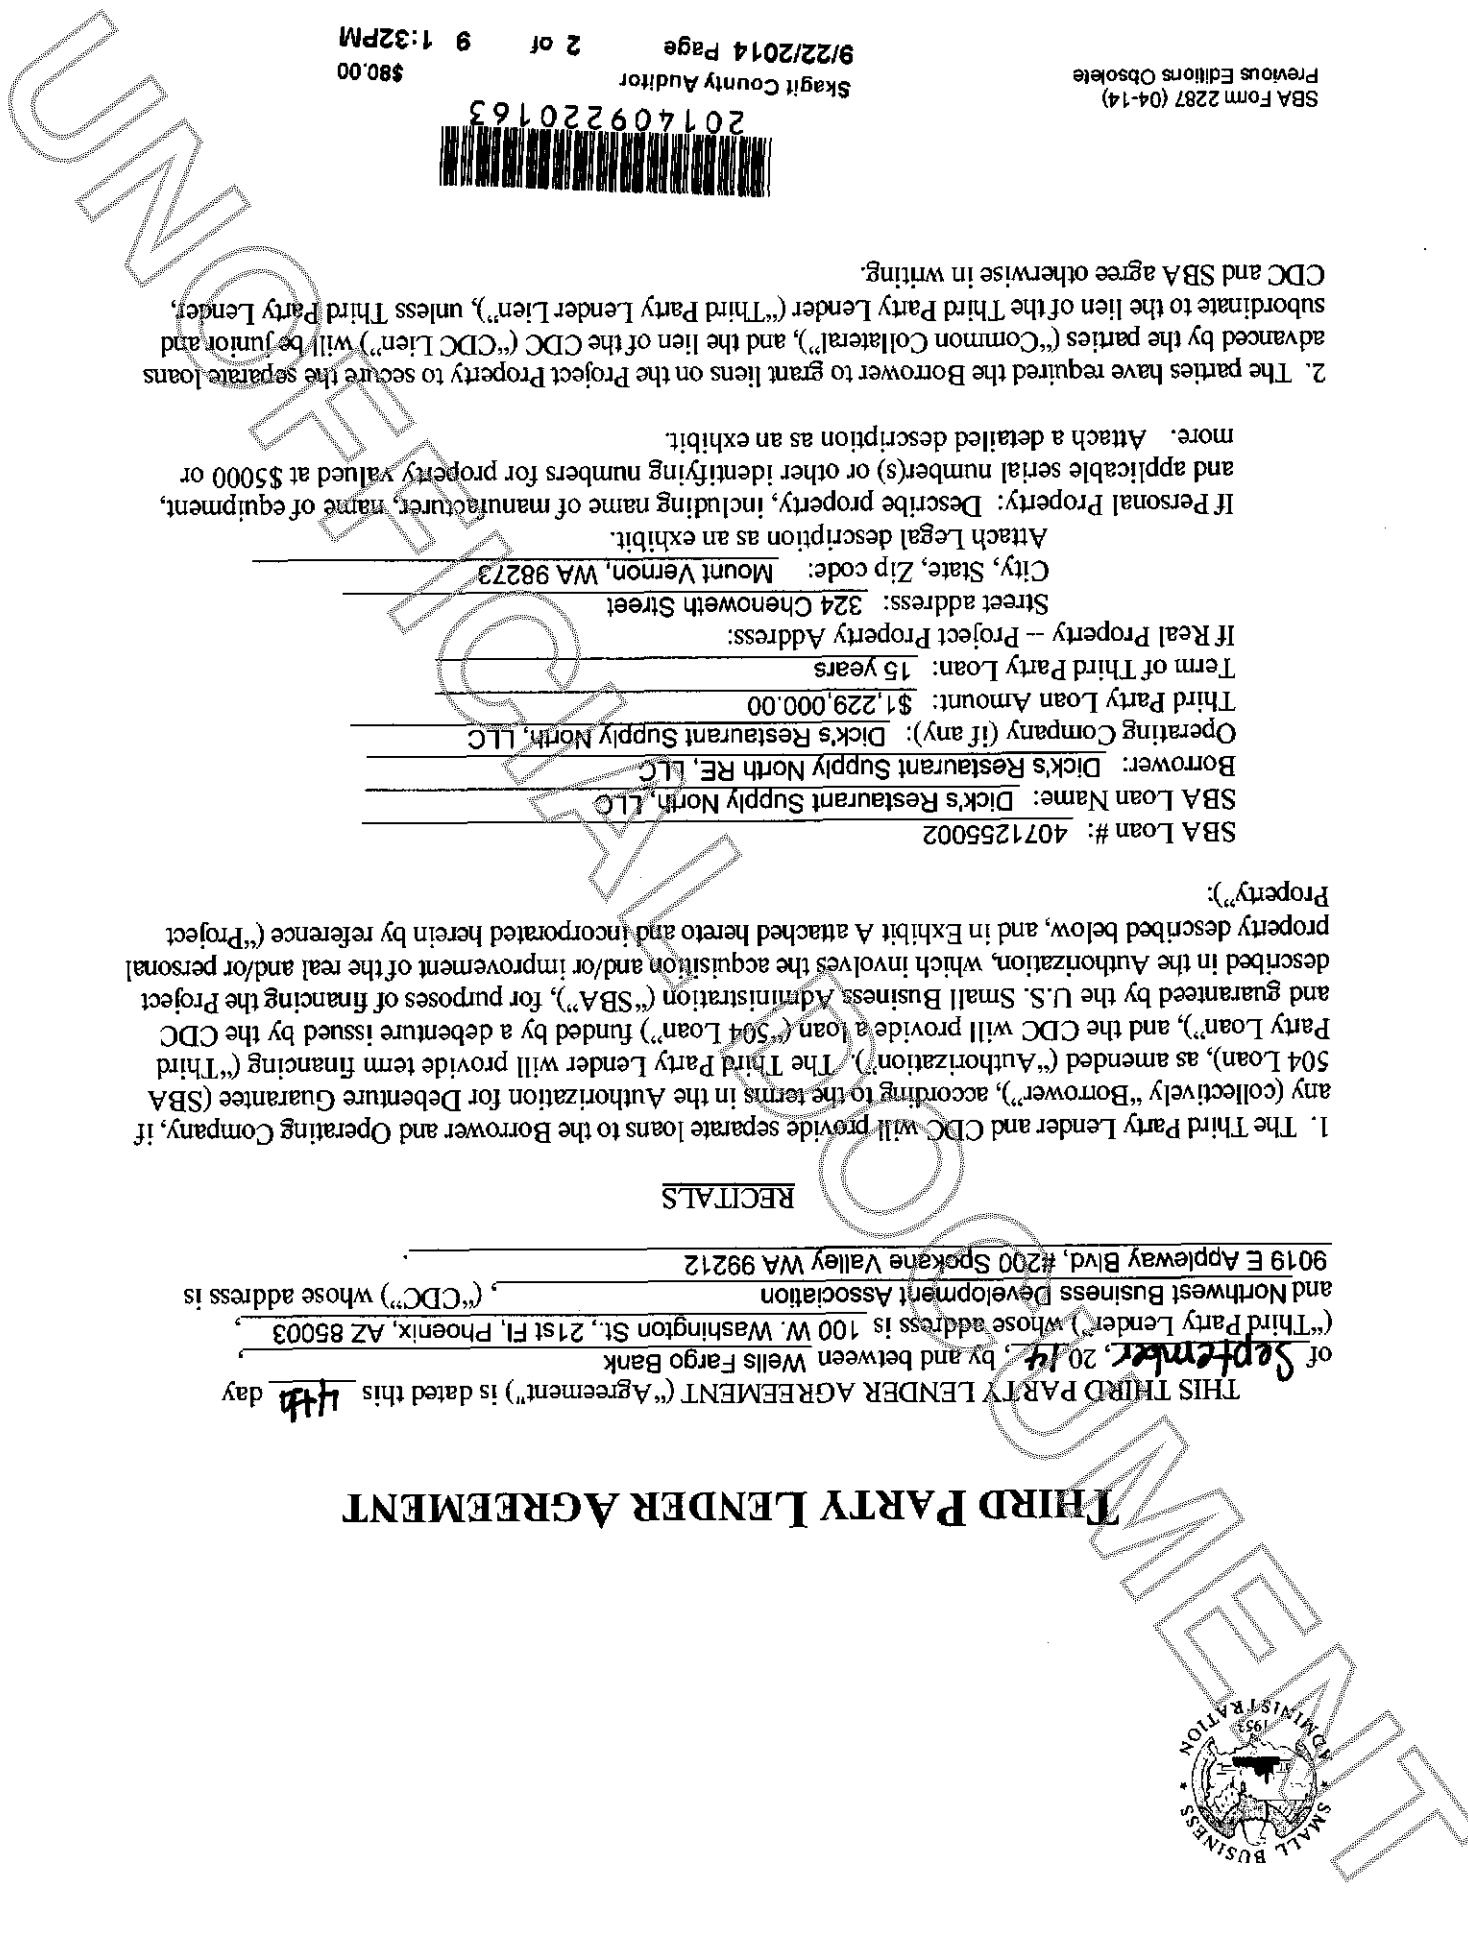 SMALL BUSINESS
ADMINISTRATION
1953
THIRD PARTY LENDER AGREEMENT
THIS THIRD PARTY LENDER AGREEMENT (“Agreement”) is dated this 4th day
of September, 2014, by and between Wells Fargo Bank,
(“Third Party Lender”) whose address is 100 W. Washington St., 21st Fl, Phoenix, AZ 85003,
and Northwest Business Development Association, (“CDC”) whose address is
9019 E Appleway Blvd, #200 Spokane Valley WA 99212.
RECITALS
1. The Third Party Lender and CDC will provide separate loans to the Borrower and Operating Company, if
any (collectively “Borrower”), according to the terms in the Authorization for Debenture Guarantee (SBA
504 Loan), as amended (“Authorization”). The Third Party Lender will provide term financing (“Third
Party Loan”), and the CDC will provide a loan (“504 Loan”) funded by a debenture issued by the CDC
and guaranteed by the U.S. Small Business Administration (“SBA”), for purposes of financing the Project
described in the Authorization, which involves the acquisition and/or improvement of the real and/or personal
property described below, and in Exhibit A attached hereto and incorporated herein by reference (“Project
Property”):
SBA Loan #: 4071255002
SBA Loan Name: Dick's Restaurant Supply North, LLC
Borrower: Dick's Restaurant Supply North RE, LLC
Operating Company (if any): Dick's Restaurant Supply North, LLC
Third Party Loan Amount: $1,229,000.00
Term of Third Party Loan: 15 years
If Real Property -- Project Property Address:
Street address: 324 Chenoweth Street
City, State, Zip code: Mount Vernon, WA 98273
Attach Legal description as an exhibit.
If Personal Property: Describe property, including name of manufacturer, name of equipment,
and applicable serial number(s) or other identifying numbers for property valued at $5000 or
more. Attach a detailed description as an exhibit.
2. The parties have required the Borrower to grant liens on the Project Property to secure the separate loans
advanced by the parties (“Common Collateral”), and the lien of the CDC (“CDC Lien”) will be junior and
subordinate to the lien of the Third Party Lender (“Third Party Lender Lien”), unless Third Party Lender,
CDC and SBA agree otherwise in writing.
SBA Form 2287 (04-14)
Previous Editions Obsolete
201409220163
Skagit County Auditor $80.00
9/22/2014 Page 2 of 9 1:32PM
UNOFFICIAL DOCUMENT